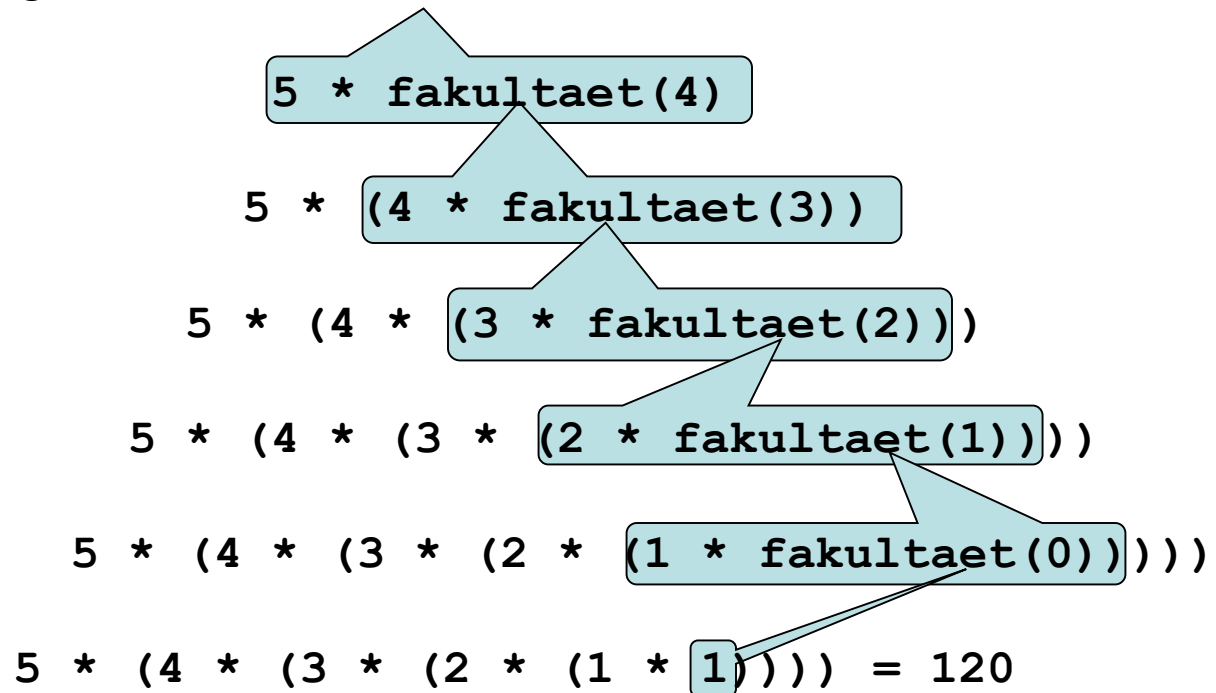 5 * fakultaet(4)
5 * (4 * fakultaet(3))
5 * (4 * (3 * fakultaet(2)))
5 * (4 * (3 * (2 * fakultaet(1))))
5 * (4 * (3 * (2 * (1 * fakultaet(0)))))
5 * (4 * (3 * (2 * (1 * 1)))) = 120